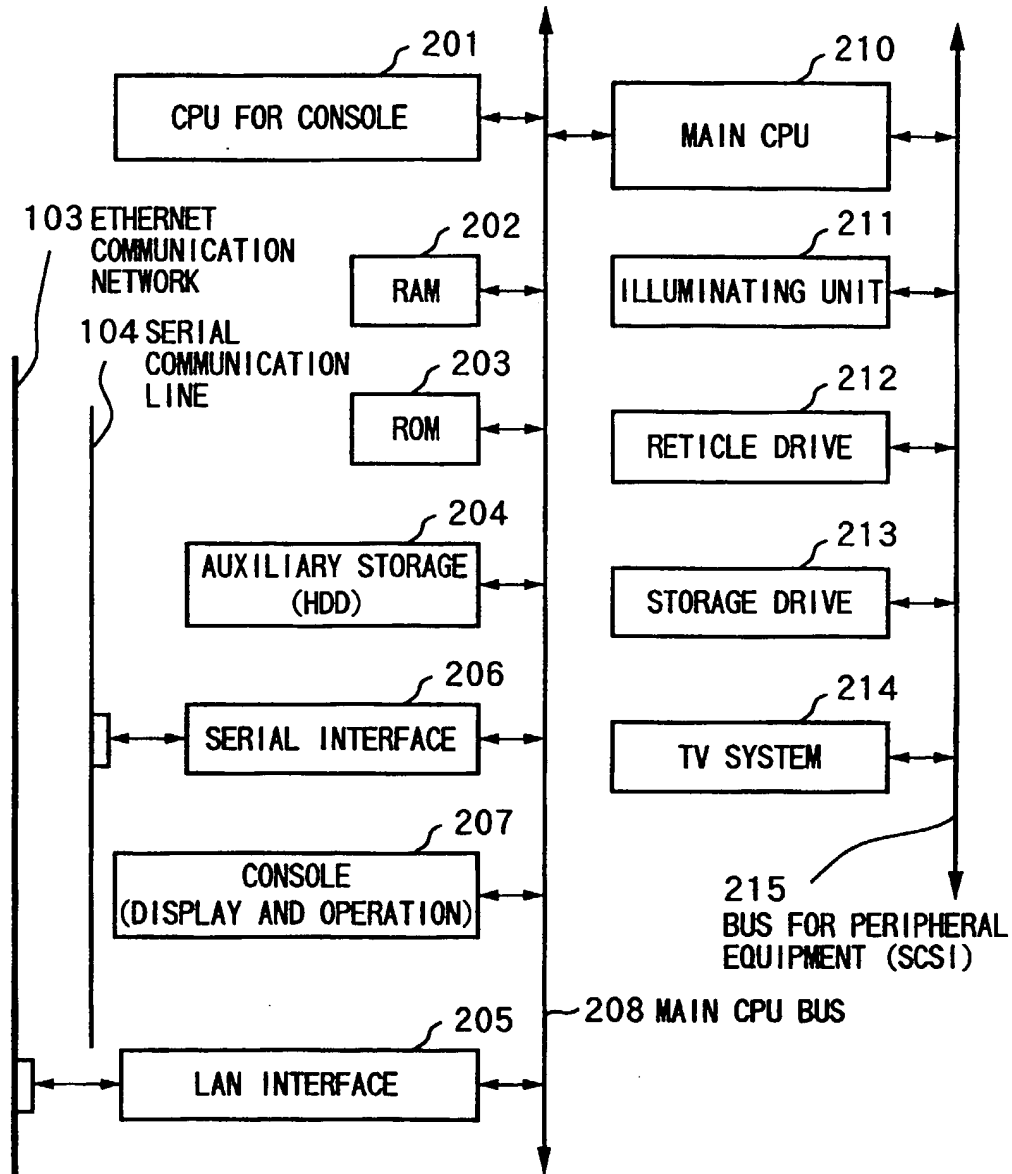 201
CPU FOR CONSOLE
210
MAIN CPU
103 ETHERNET
COMMUNICATION
NETWORK
202
RAM
211
ILLUMINATING UNIT
104 SERIAL
COMMUNICATION
LINE
203
ROM
212
RETICLE DRIVE
204
AUXILIARY STORAGE
(HDD)
213
STORAGE DRIVE
206
SERIAL INTERFACE
214
TV SYSTEM
207
CONSOLE
(DISPLAY AND OPERATION)
215
BUS FOR PERIPHERAL
EQUIPMENT (SCSI)
208 MAIN CPU BUS
205
LAN INTERFACE